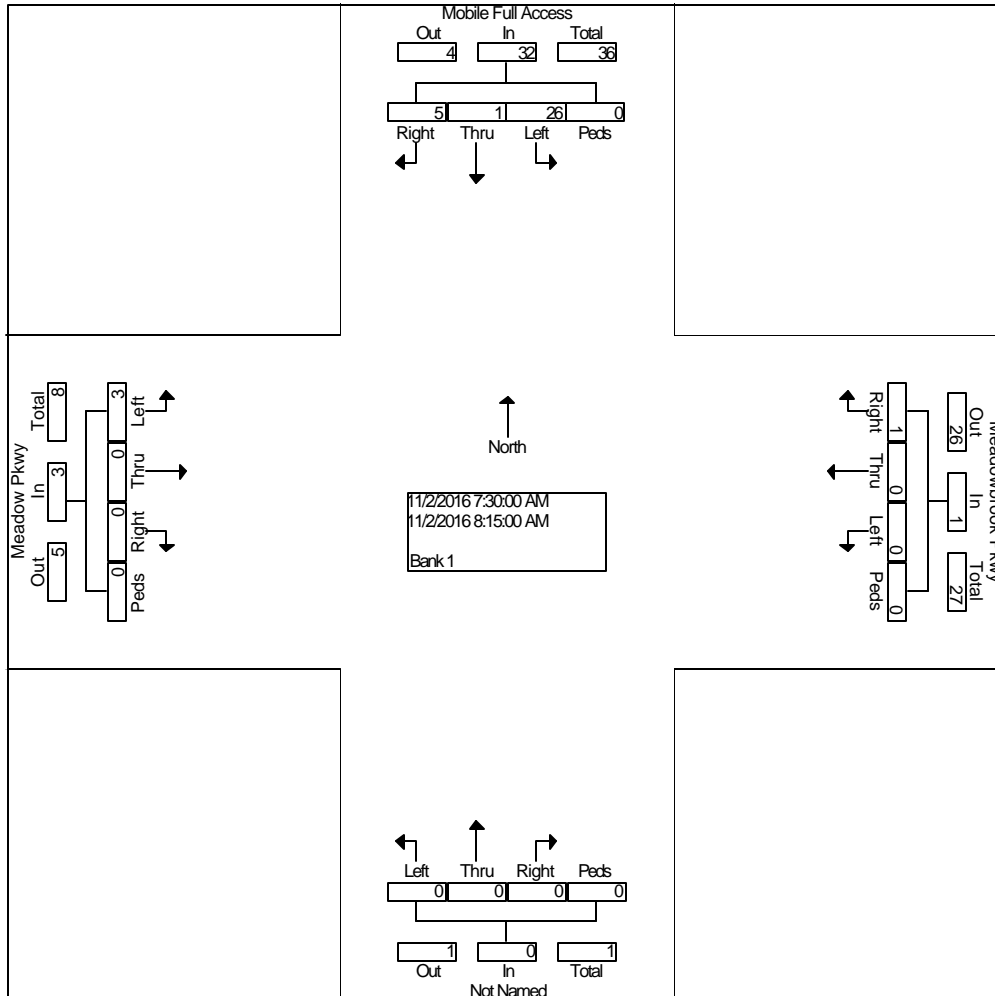 Mobile Full Access
Out In Total
4 32 36
5 1 26 0
Right Thru Left Peds
Meadow Pkwy
Total In Out
8 3 5
3 0 0 0
Left Thru Right Peds
North
11/2/2016 7:30:00 AM
11/2/2016 8:15:00 AM
Bank 1
Right Thru Left Peds
1 0 0 0
26 1 27
Out In Total
Meadowbrook Pkwy
Left Thru Right Peds
0 0 0 0
1 0 1
Out In Total
Not Named